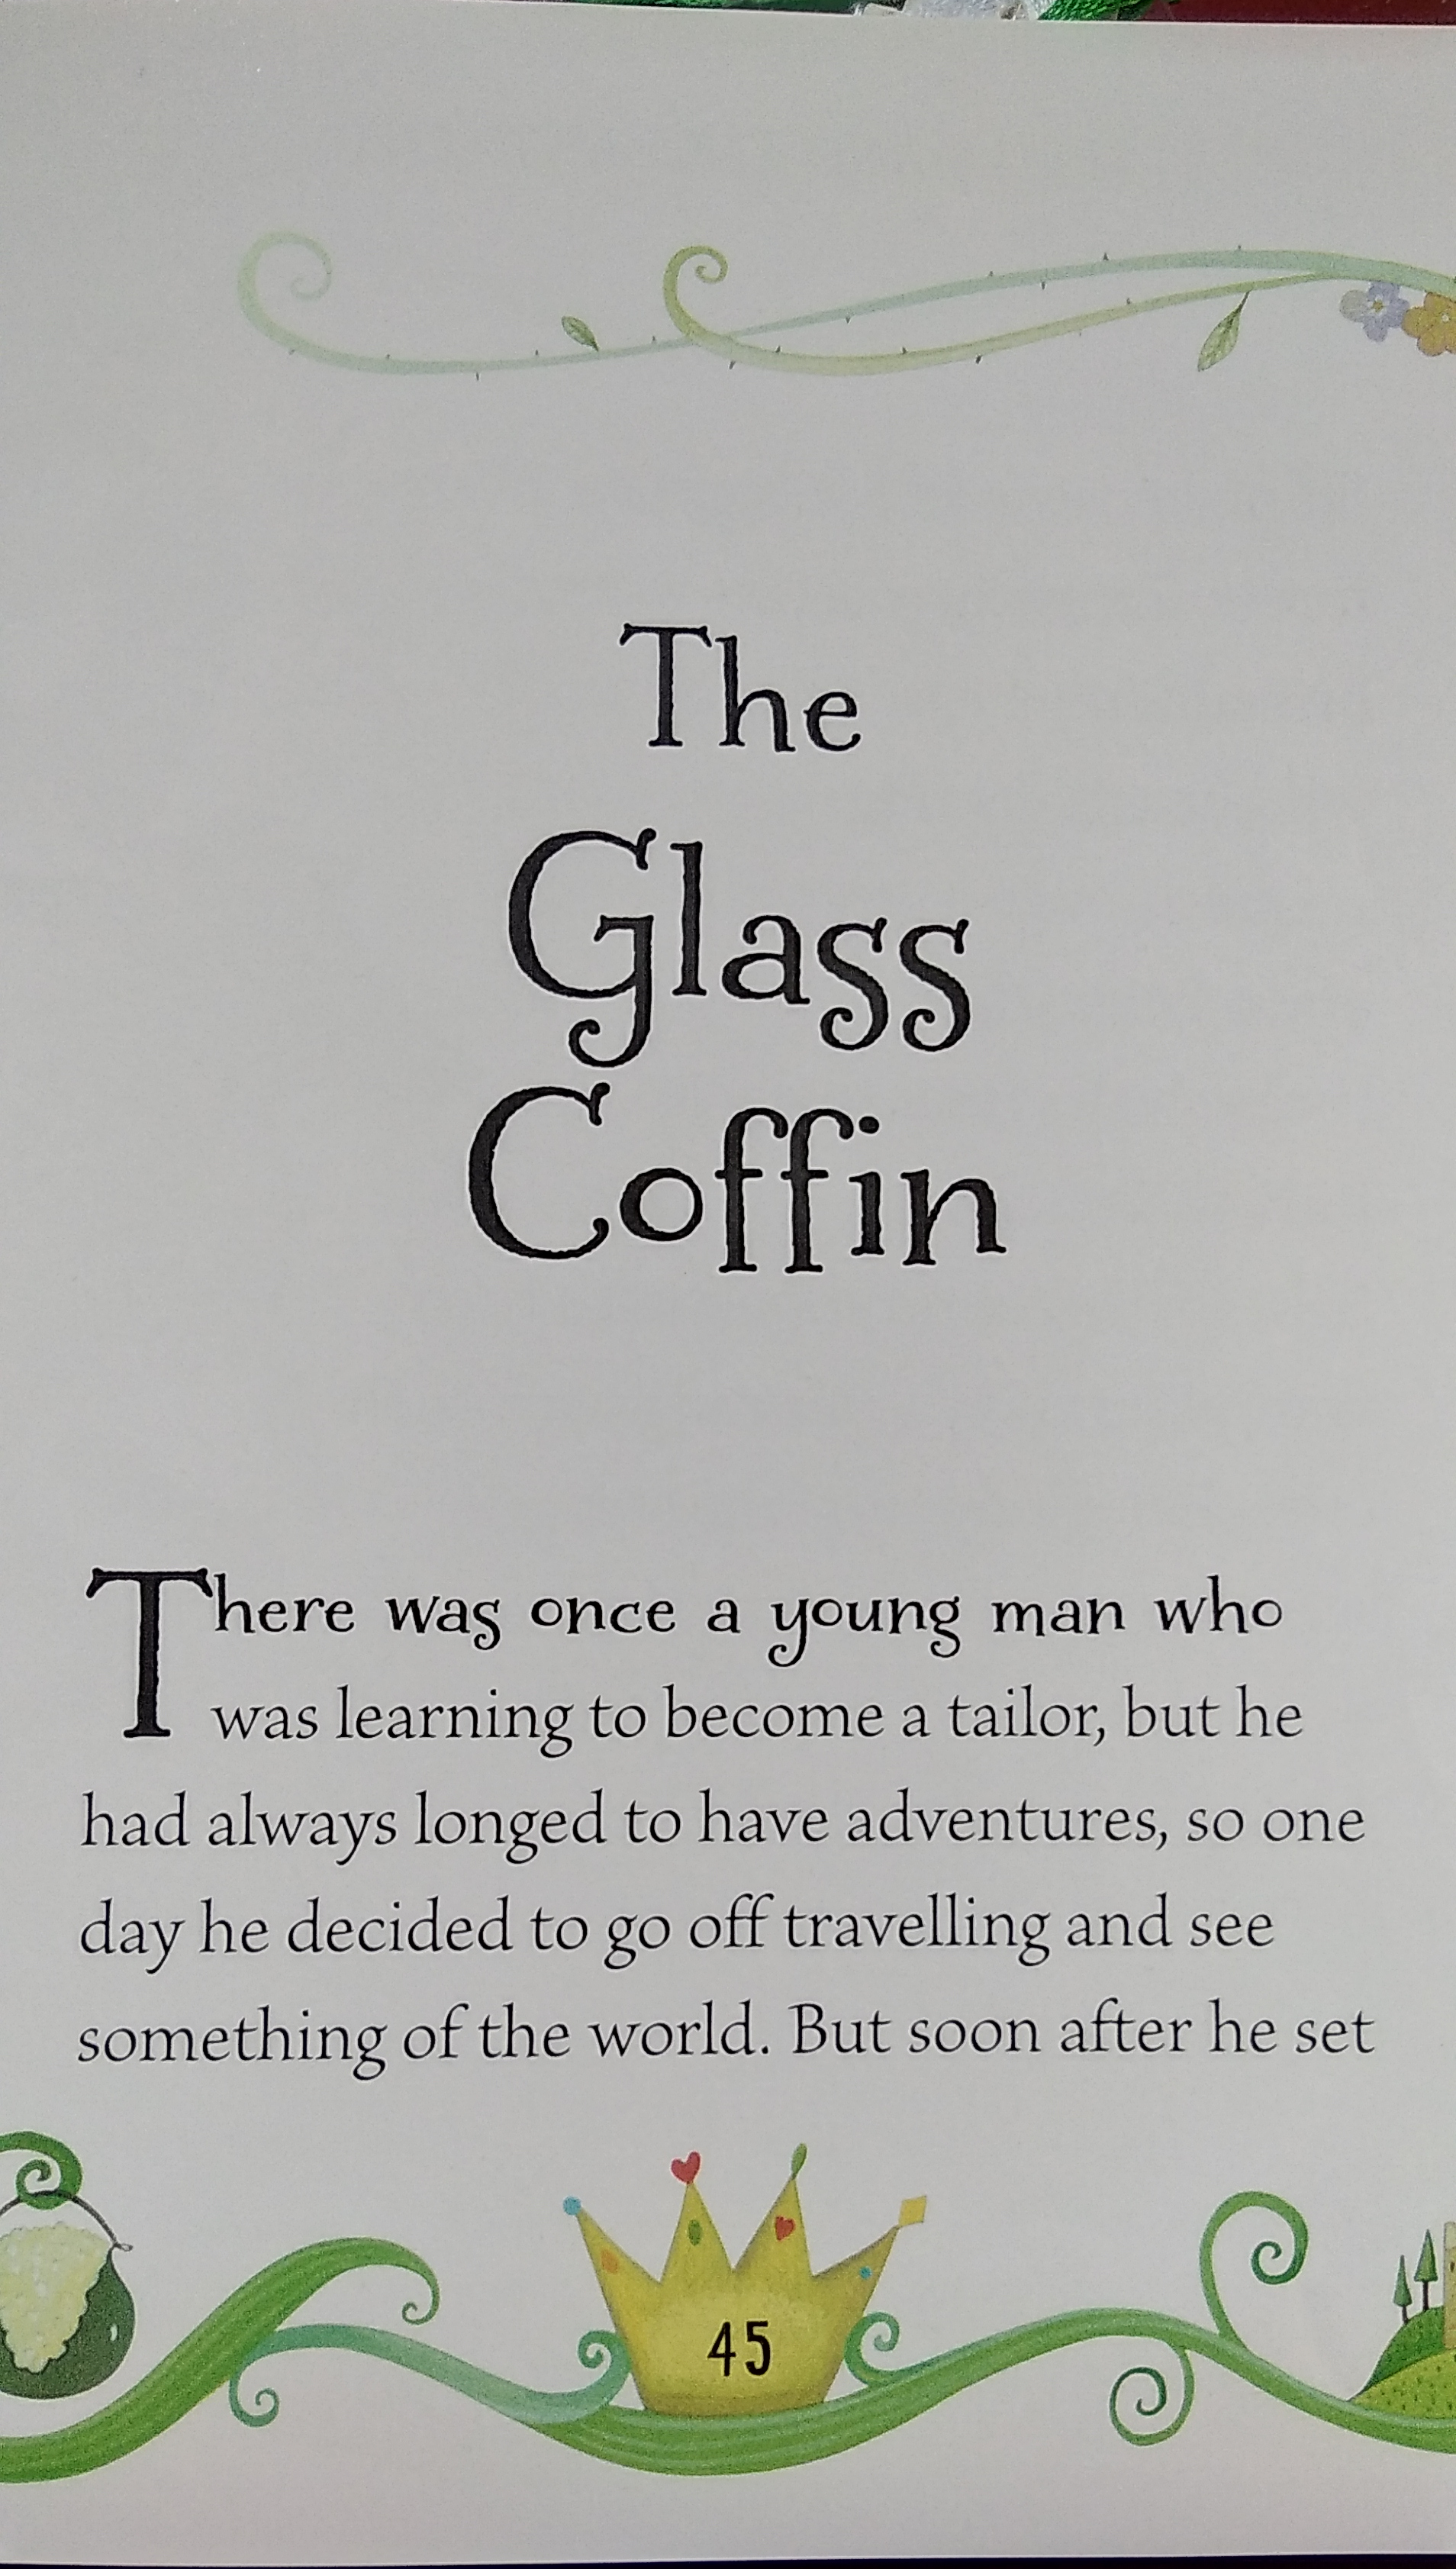 The
Glass
Coffin
There was once a young man who
was learning to become a tailor, but he
had always longed to have adventures, so one
day he decided to go off travelling and see
something of the world. But soon after he set
45